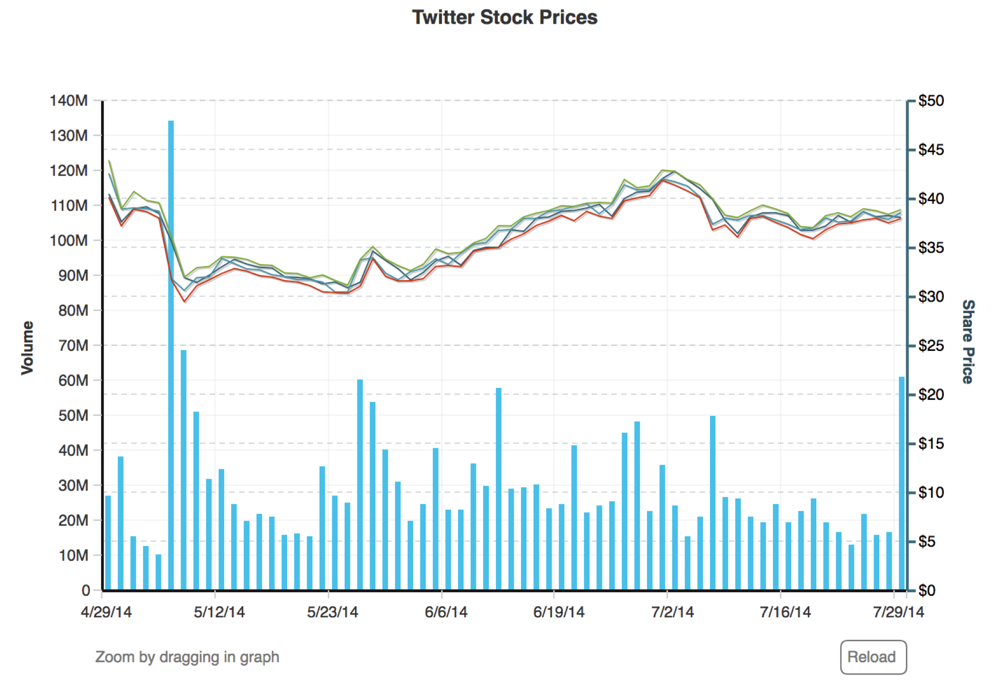 Twitter Stock Prices
140M
130M
120M
110M
100M
90M
80M
70M
60M
50M
40M
30M
20M
10M
0
Volume
$50
$45
$40
$35
$30
$25
$20
$15
$10
$5
$0
Share Price
4/29/14 5/12/14 5/23/14 6/6/14 6/19/14 7/2/14 7/16/14 7/29/14
Zoom by dragging in graph
Reload